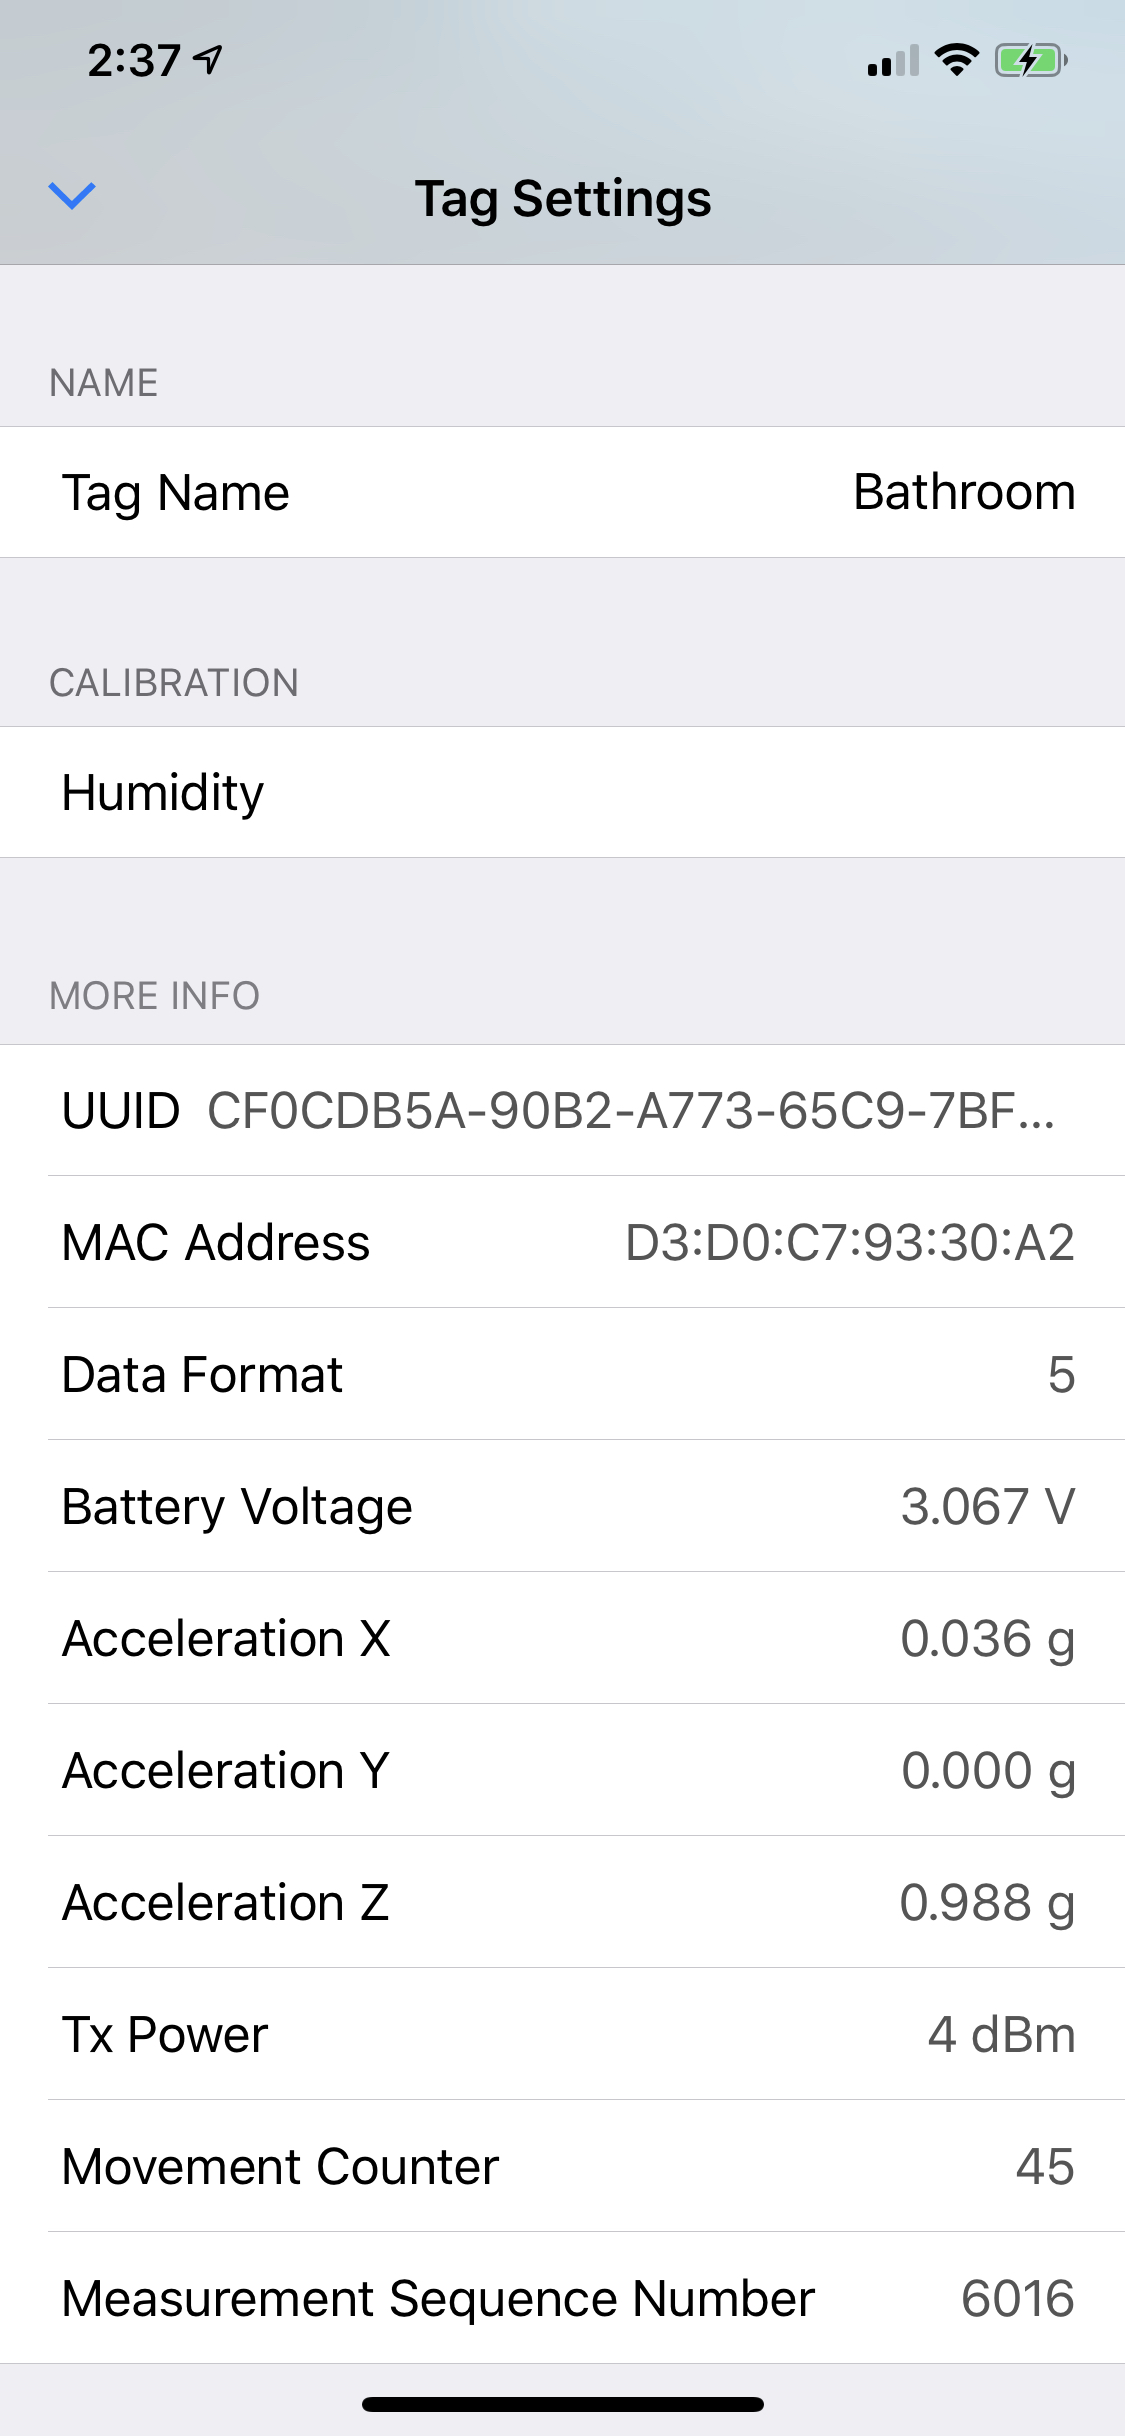 2:37
Tag Settings
NAME
Tag Name Bathroom
CALIBRATION
Humidity
MORE INFO
UUID CF0CDB5A-90B2-A773-65C9-7BF...
MAC Address D3:D0:C7:93:30:A2
Data Format 5
Battery Voltage 3.067 V
Acceleration X 0.036 g
Acceleration Y 0.000 g
Acceleration Z 0.988 g
Tx Power 4 dBm
Movement Counter 45
Measurement Sequence Number 6016